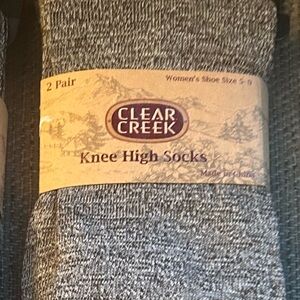 2 Pair
Women's Shoe Size 5-9
CLEAR
CREEK
Knee High Socks
Made in China